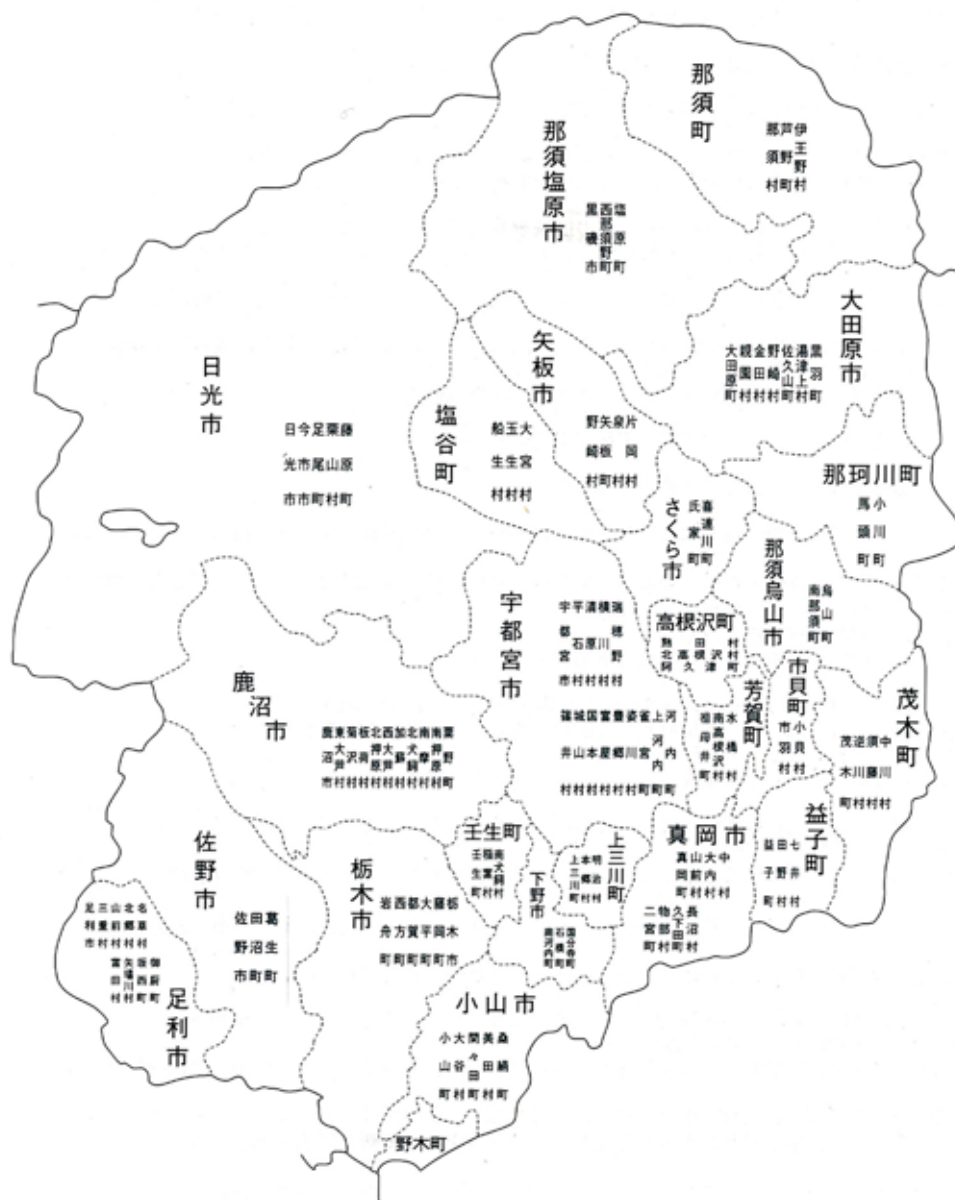 那須町
伊王野村
芦野町
那須村
那須塩原市
塩原町
西那須野町
黒磯市
大田原市
黒羽町
湯津上村
佐久山町
野崎村
金田村
親園村
大田原町
矢板市
片岡村
泉村
矢板町
野崎村
塩谷町
大宮村
玉生村
船生村
日光市
藤原町
栗山村
足尾町
今市市
日光市
那珂川町
小川町
馬頭町
さくら市
喜連川町
氏家町
那須烏山市
烏山町
南那須町
高根沢町
熟田村
北高根沢村
阿久津町
宇都宮市
瑞穂野村
横川村
清原村
平石村
宇都宮市
河内町
上河内町
雀宮町
姿川村
豊郷村
富屋村
国本村
城山村
篠井村
芳賀町
水橋村
南高根沢村
祖母井町
市貝町
小貝村
市羽村
茂木町
中川村
須藤村
逆川村
茂木町
鹿沼市
粟野町
南押原村
南摩村
北犬飼村
加蘇村
西大芦村
北押原村
板荷村
菊沢村
東大芦村
鹿沼市
益子町
七井村
田野村
益子町
真岡市
中村
大内村
山前村
真岡町
長沼村
久下田町
物部村
二宮町
上三川町
明治村
本郷村
上三川町
壬生町
南犬飼村
稲葉村
壬生町
下野市
国分寺町
石橋町
南河内町
栃木市
栃木市
藤岡町
大平町
都賀町
西方町
岩舟町
佐野市
葛生町
田沼町
佐野市
足利市
名草村
北郷村
山前村
三重村
足利市
御厨町
坂西町
矢場川村
富田村
小山市
桑絹町
美田村
間々田町
大谷村
小山町
野木町